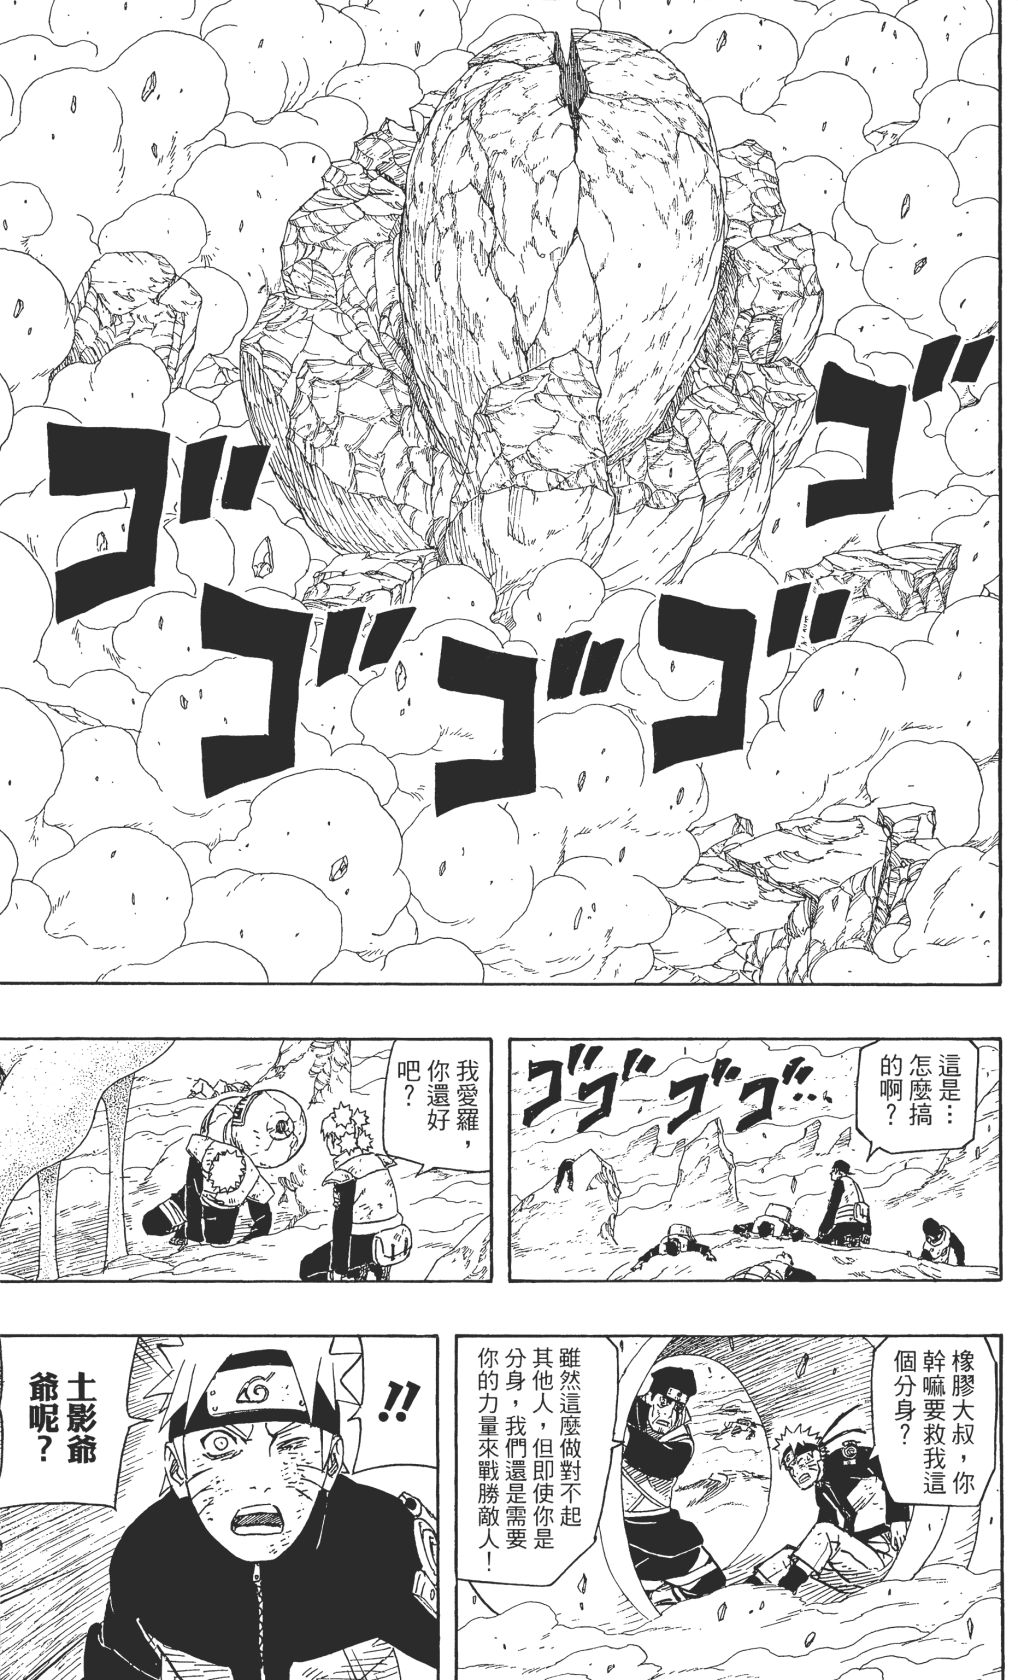 ゴ
ゴ
ゴ
ゴ
ゴ
這是…
怎麼搞
的啊？
ゴゴゴゴ…
我愛羅，
你還好
吧？
橡膠大叔，你
幹嘛要救我這
個分身？
雖然這麼做對不起
其他人，但即使你是
分身，我們還是需要
你的力量來戰勝敵人！
!!
土影爺
爺呢？